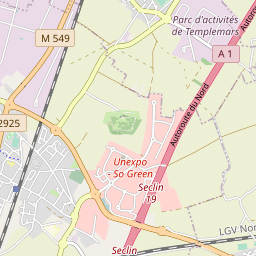 Parc d'activités
de Templemars
M 549
A 1
Autoroute du Nord
2925
Unexpo
- So Green
Seclin
19
LGV Nor
Seclin